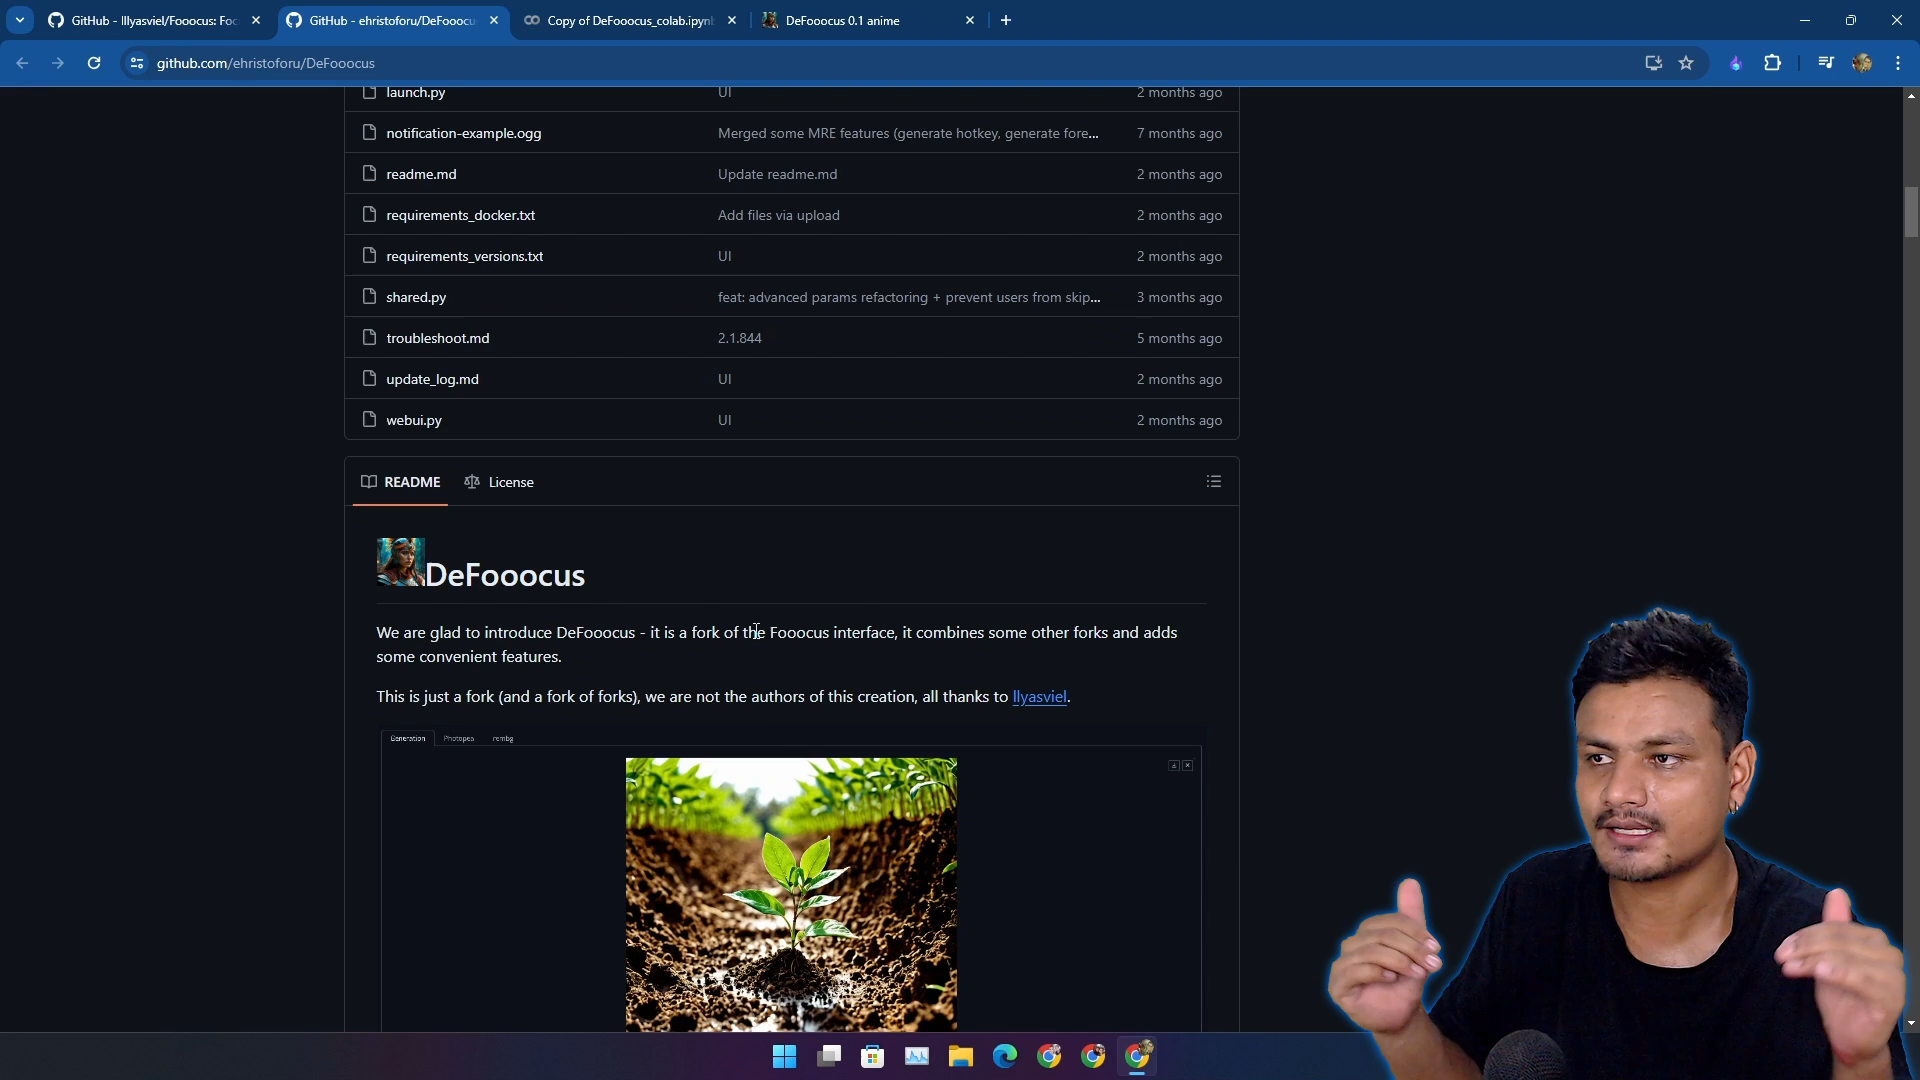 GitHub - lllyasviel/Fooocus: Foc
GitHub - ehristoforu/DeFooocu
Copy of DeFooocus_colab.ipynb
DeFooocus 0.1 anime
github.com/ehristoforu/DeFooocus
launch.py UI 2 months ago
notification-example.ogg Merged some MRE features (generate hotkey, generate fore... 7 months ago
readme.md Update readme.md 2 months ago
requirements_docker.txt Add files via upload 2 months ago
requirements_versions.txt UI 2 months ago
shared.py feat: advanced params refactoring + prevent users from skip... 3 months ago
troubleshoot.md 2.1.844 5 months ago
update_log.md UI 2 months ago
webui.py UI 2 months ago
README License
DeFooocus
We are glad to introduce DeFooocus - it is a fork of the Fooocus interface, it combines some other forks and adds
some convenient features.
This is just a fork (and a fork of forks), we are not the authors of this creation, all thanks to llyasviel.
Generation Photopea rembg